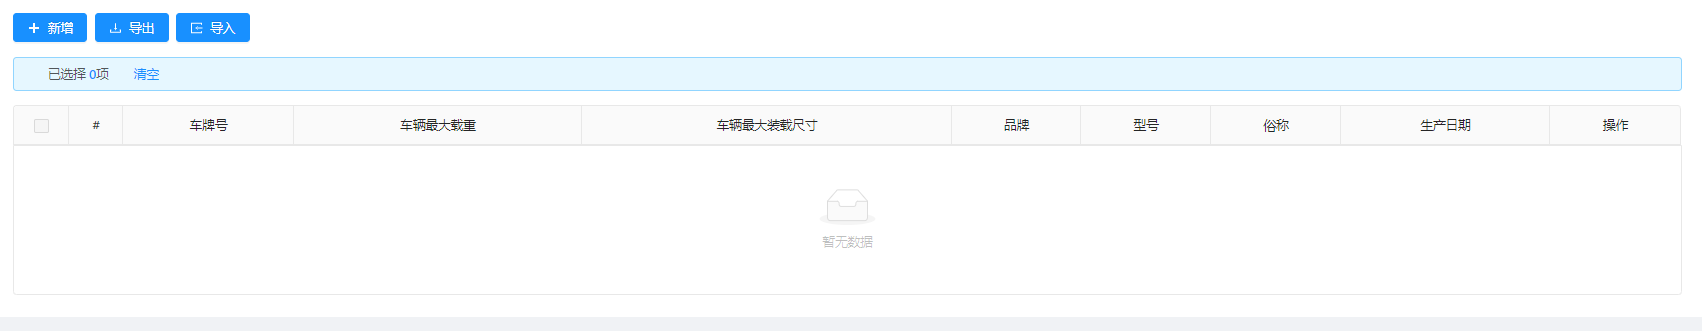 新增 导出 导入
已选择 0项 清空
# 车牌号 车辆最大载重 车辆最大装载尺寸 品牌 型号 俗称 生产日期 操作
暂无数据